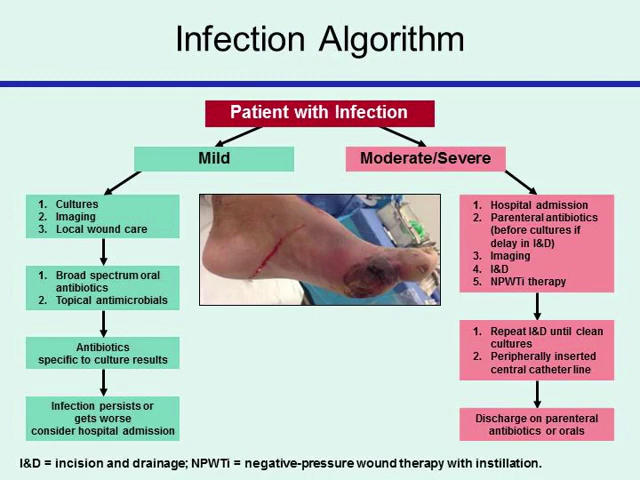 Infection Algorithm
Patient with Infection
Mild
Moderate/Severe
1. Cultures
2. Imaging
3. Local wound care
1. Broad spectrum oral
antibiotics
2. Topical antimicrobials
Antibiotics
specific to culture results
Infection persists or
gets worse
consider hospital admission
1. Hospital admission
2. Parenteral antibiotics
(before cultures if
delay in I&D)
3. Imaging
4. I&D
5. NPWTi therapy
1. Repeat I&D until clean
cultures
2. Peripherally inserted
central catheter line
Discharge on parenteral
antibiotics or orals
I&D = incision and drainage; NPWTi = negative-pressure wound therapy with instillation.